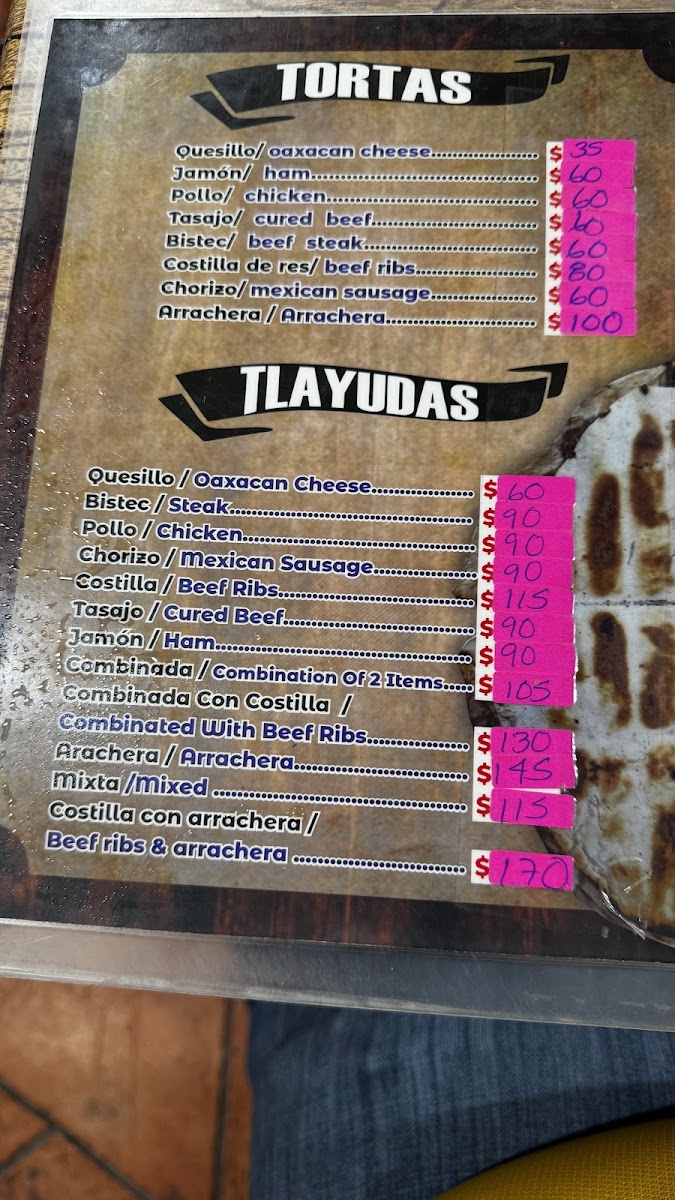 TORTAS
Quesillo/ oaxacan cheese........................ $ 35
Jamón/ ham........................ $ 60
Pollo/ chicken........................ $ 60
Tasajo/ cured beef........................ $ 60
Bistec/ beef steak........................ $ 60
Costilla de res/ beef ribs........................ $ 80
Chorizo/ mexican sausage........................ $ 60
Arrachera / Arrachera........................ $ 100
TLAYUDAS
Quesillo / Oaxacan Cheese........................ $ 60
Bistec / Steak........................ $ 90
Pollo / Chicken........................ $ 90
Chorizo / Mexican Sausage........................ $ 90
Costilla / Beef Ribs........................ $ 115
Tasajo / Cured Beef........................ $ 90
Jamón / Ham........................ $ 90
Combinada / Combination Of 2 Items..... $ 105
Combinada Con Costilla /
Combinated With Beef Ribs........................ $ 130
Arachera / Arrachera........................ $ 145
Mixta /Mixed ........................ $ 115
Costilla con arrachera /
Beef ribs & arrachera ........................ $ 170